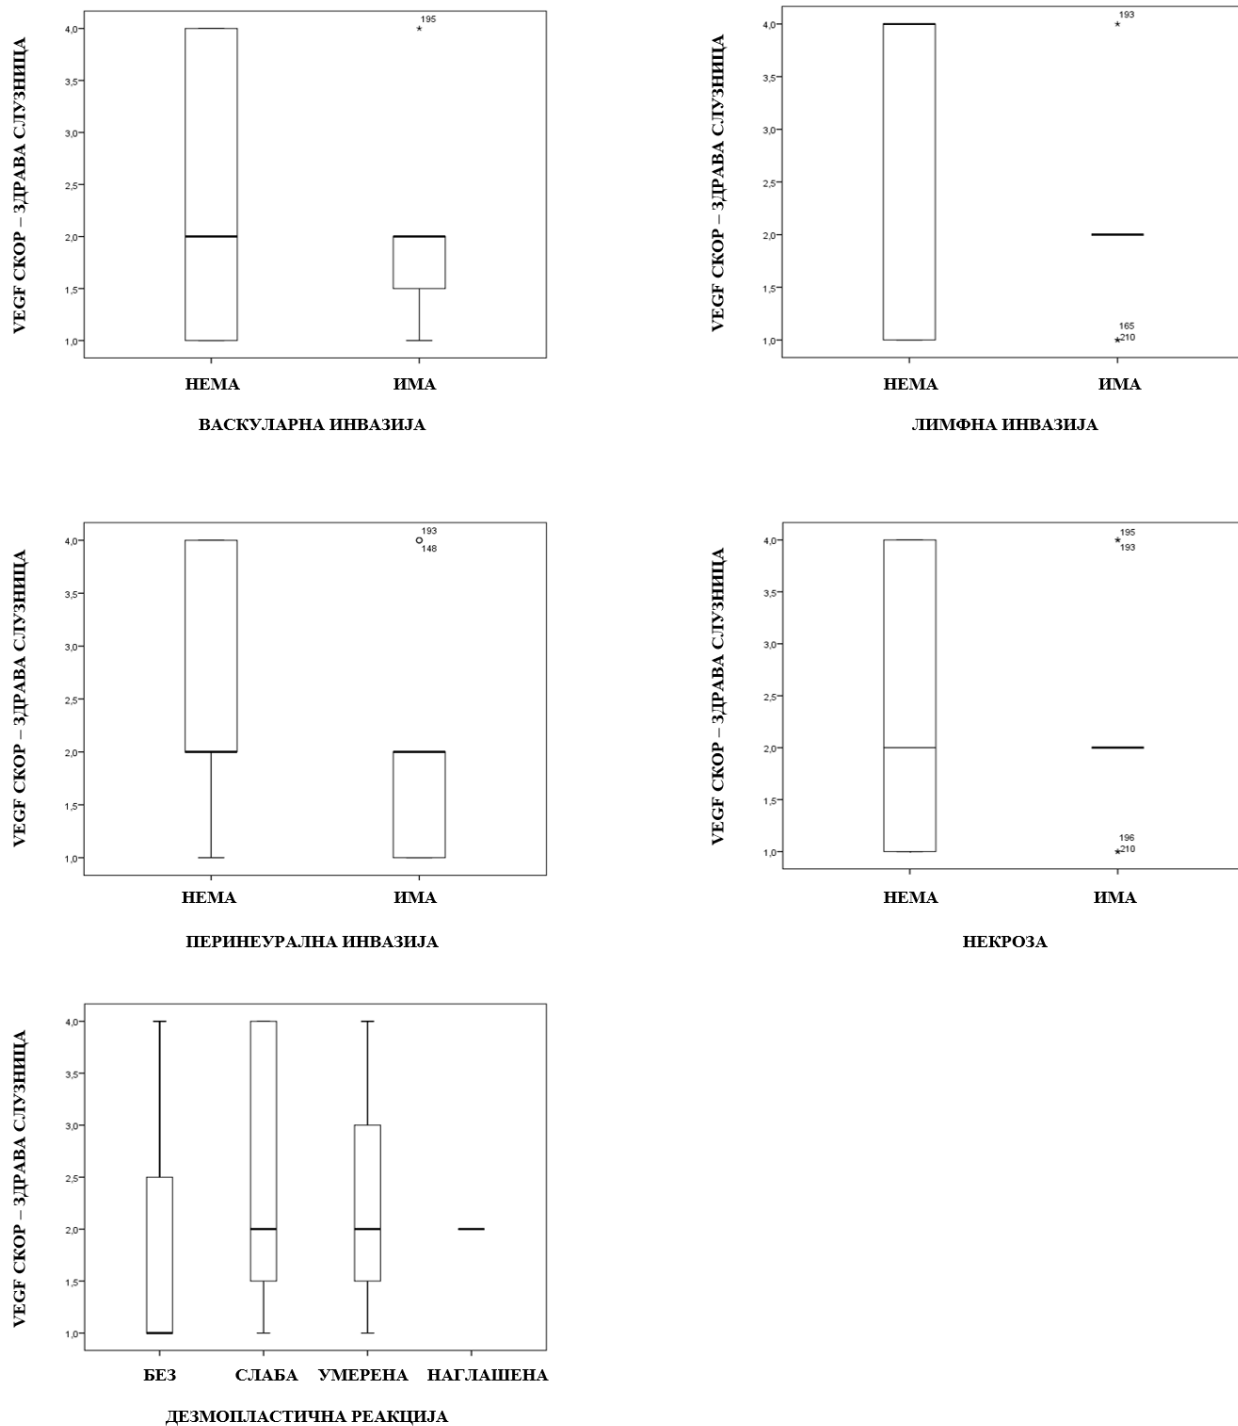 VEGF СКОР – ЗДРАВА СЛУЗНИЦА
4,0
3,5
3,0
2,5
2,0
1,5
1,0
195
НЕМА
ИМА
ВАСКУЛАРНА ИНВАЗИЈА
VEGF СКОР – ЗДРАВА СЛУЗНИЦА
4,0
3,5
3,0
2,5
2,0
1,5
1,0
193
165
210
НЕМА
ИМА
ЛИМФНА ИНВАЗИЈА
VEGF СКОР – ЗДРАВА СЛУЗНИЦА
4,0
3,5
3,0
2,5
2,0
1,5
1,0
193
148
НЕМА
ИМА
ПЕРИНЕУРАЛНА ИНВАЗИЈА
VEGF СКОР – ЗДРАВА СЛУЗНИЦА
4,0
3,5
3,0
2,5
2,0
1,5
1,0
195
193
196
210
НЕМА
ИМА
НЕКРОЗА
VEGF СКОР – ЗДРАВА СЛУЗНИЦА
4,0
3,5
3,0
2,5
2,0
1,5
1,0
БЕЗ
СЛАБА
УМЕРЕНА
НАГЛАШЕНА
ДЕЗМОПЛАСТИЧНА РЕАКЦИЈА